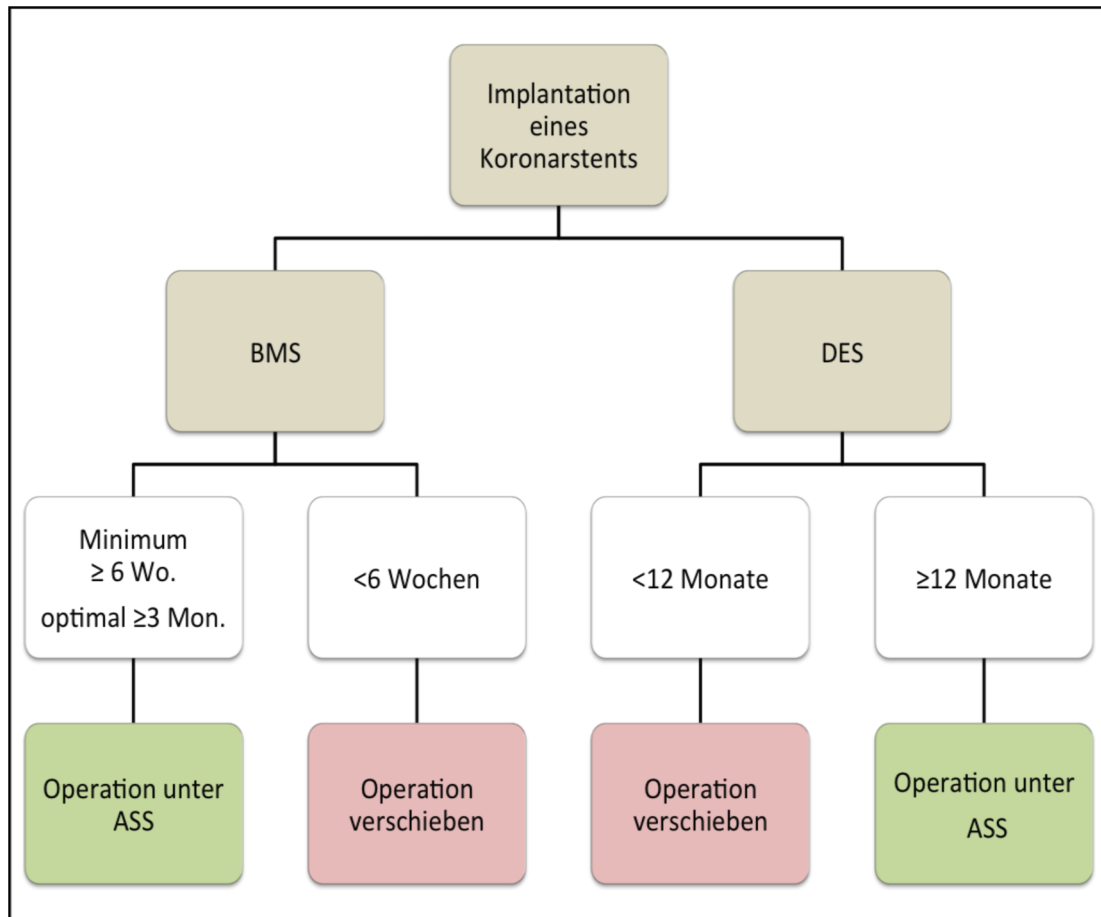 Implantation
eines
Koronarstents
BMS
DES
Minimum
≥ 6 Wo.
optimal ≥3 Mon.
<6 Wochen
<12 Monate
≥12 Monate
Operation unter
ASS
Operation
verschieben
Operation
verschieben
Operation unter
ASS